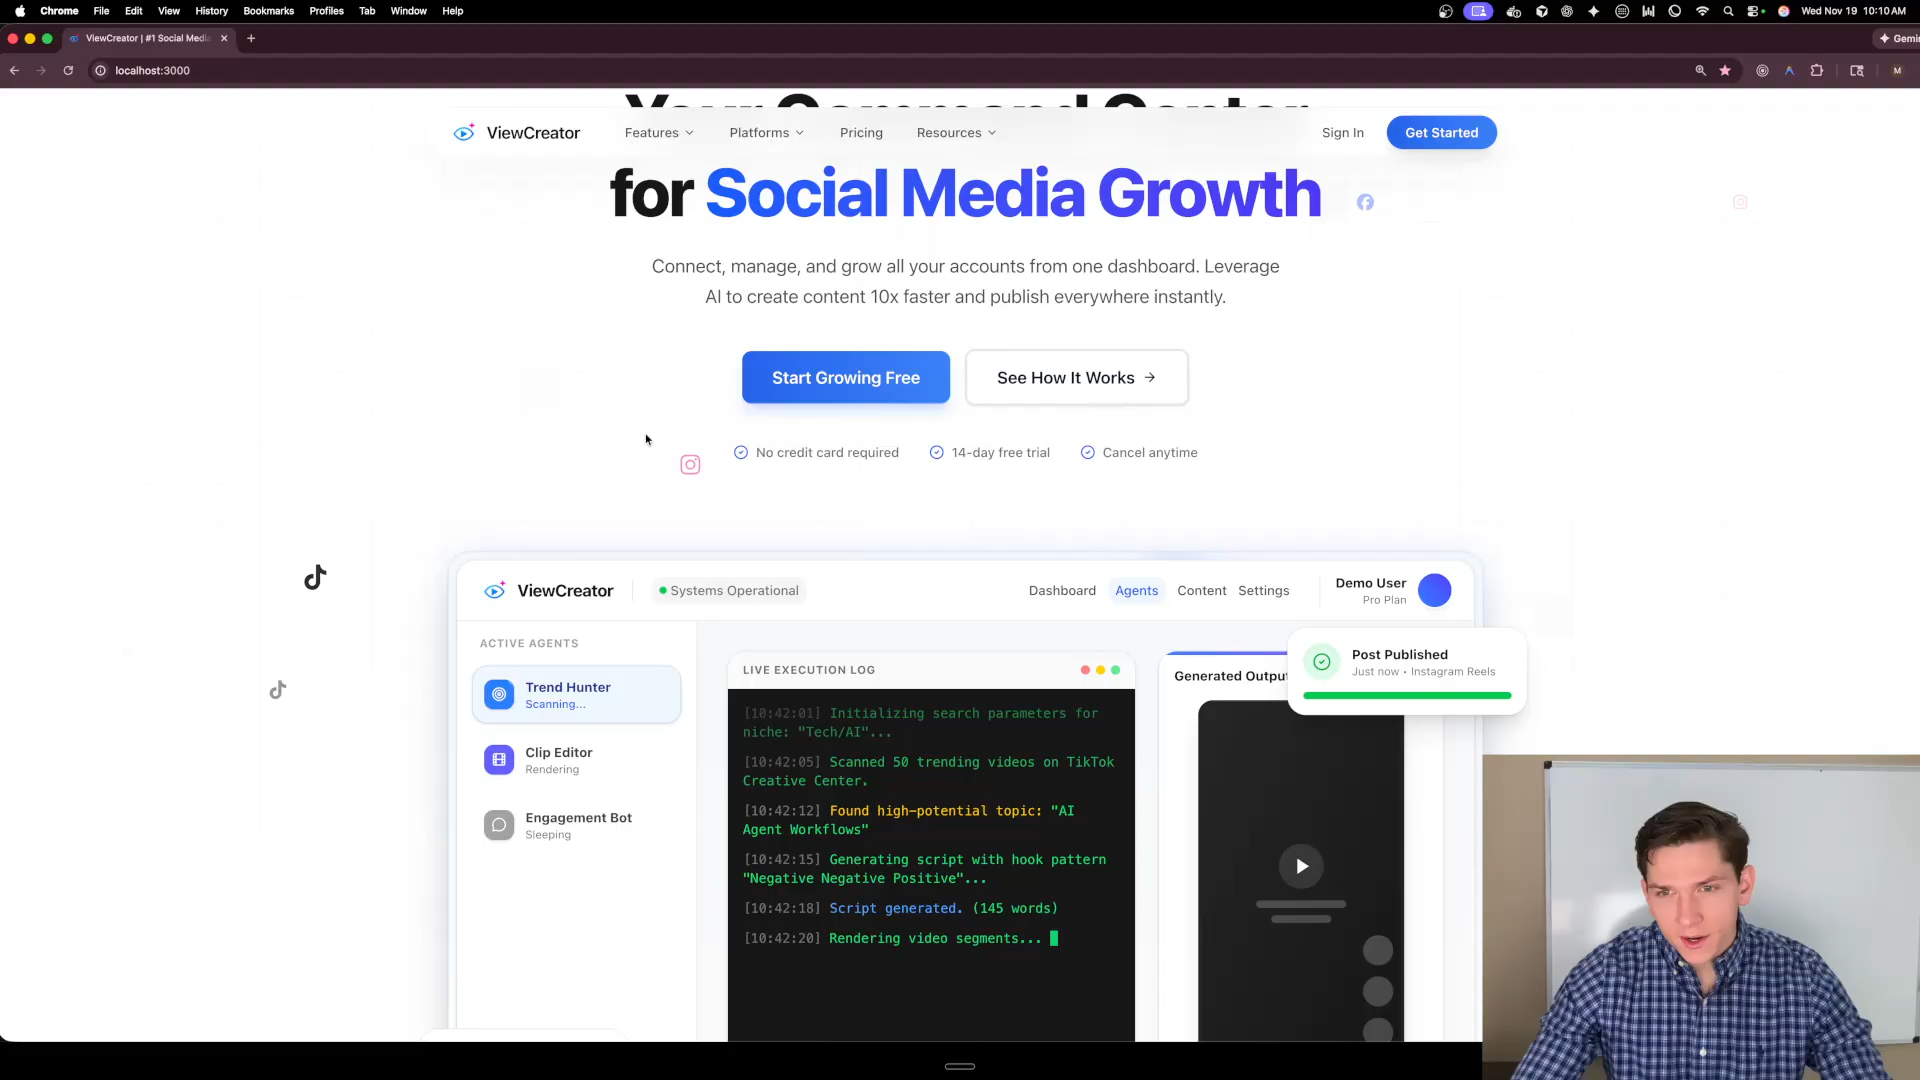 Chrome File Edit View History Bookmarks Profiles Tab Window Help
Wed Nov 19 10:10 AM
ViewCreator | #1 Social Media
localhost:3000
M
Your Command Center
ViewCreator
Features
Platforms
Pricing
Resources
Sign In
Get Started
for Social Media Growth
Connect, manage, and grow all your accounts from one dashboard. Leverage
AI to create content 10x faster and publish everywhere instantly.
Start Growing Free
See How It Works →
No credit card required
14-day free trial
Cancel anytime
ViewCreator
Systems Operational
Dashboard
Agents
Content
Settings
Demo User
Pro Plan
ACTIVE AGENTS
Trend Hunter
Scanning...
Clip Editor
Rendering
Engagement Bot
Sleeping
LIVE EXECUTION LOG
[10:42:01] Initializing search parameters for
niche: "Tech/AI"...
[10:42:05] Scanned 50 trending videos on TikTok
Creative Center.
[10:42:12] Found high-potential topic: "AI
Agent Workflows"
[10:42:15] Generating script with hook pattern
"Negative Negative Positive"...
[10:42:18] Script generated. (145 words)
[10:42:20] Rendering video segments...
Generated Outpu
Post Published
Just now • Instagram Reels